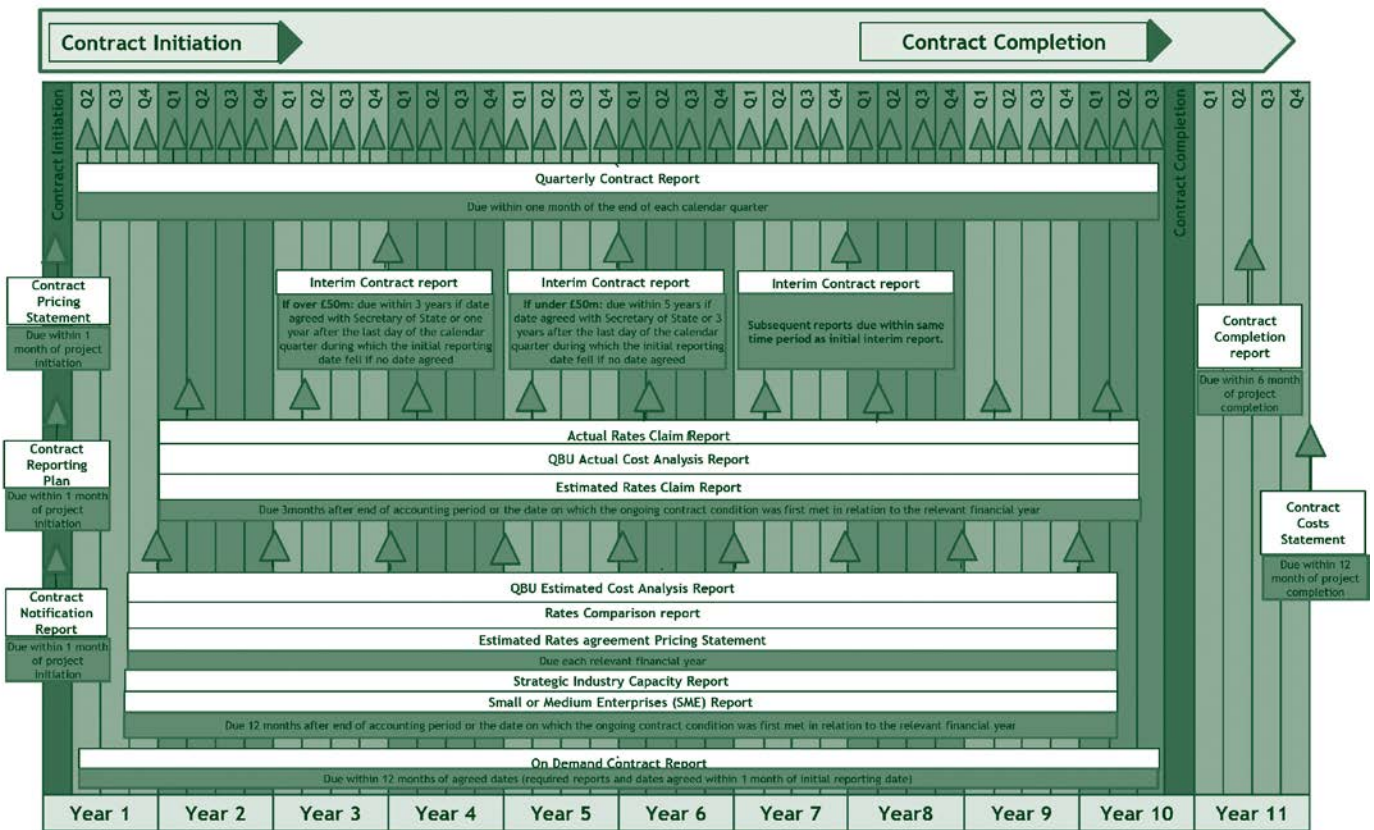 Contract Initiation
Contract Completion
Contract Initiation
Q2
Q3
Q4
Q1
Q2
Q3
Q4
Q1
Q2
Q3
Q4
Q1
Q2
Q3
Q4
Q1
Q2
Q3
Q4
Q1
Q2
Q3
Q4
Q1
Q2
Q3
Q4
Q1
Q2
Q3
Q4
Q1
Q2
Q3
Q4
Q1
Q2
Q3
Contract Completion
Q1
Q2
Q3
Q4
Quarterly Contract Report
Due within one month of the end of each calendar quarter
Contract
Pricing
Statement
Due within 1
month of project
initiation
Interim Contract report
If over £50m: due within 3 years if date
agreed with Secretary of State or one
year after the last day of the calendar
quarter during which the initial reporting
date fell if no date agreed
Interim Contract report
If under £50m: due within 5 years if
date agreed with Secretary of State or 3
years after the last day of the calendar
quarter during which the initial reporting
date fell if no date agreed
Interim Contract report
Subsequent reports due within same
time period as initial interim report.
Contract
Completion
report
Due within 6 month
of project
completion
Contract
Reporting
Plan
Due within 1 month
of project
initiation
Actual Rates Claim Report
QBU Actual Cost Analysis Report
Estimated Rates Claim Report
Due 3months after end of accounting period or the date on which the ongoing contract condition was first met in relation to the relevant financial year
Contract
Costs
Statement
Due within 12
month of project
completion
Contract
Notification
Report
Due within 1 month
of project
initiation
QBU Estimated Cost Analysis Report
Rates Comparison report
Estimated Rates agreement Pricing Statement
Due each relevant financial year
Strategic Industry Capacity Report
Small or Medium Enterprises (SME) Report
Due 12 months after end of accounting period or the date on which the ongoing contract condition was first met in relation to the relevant financial year
On Demand Contract Report
Due within 12 months of agreed dates (required reports and dates agreed within 1 month of initial reporting date)
Year 1
Year 2
Year 3
Year 4
Year 5
Year 6
Year 7
Year8
Year 9
Year 10
Year 11